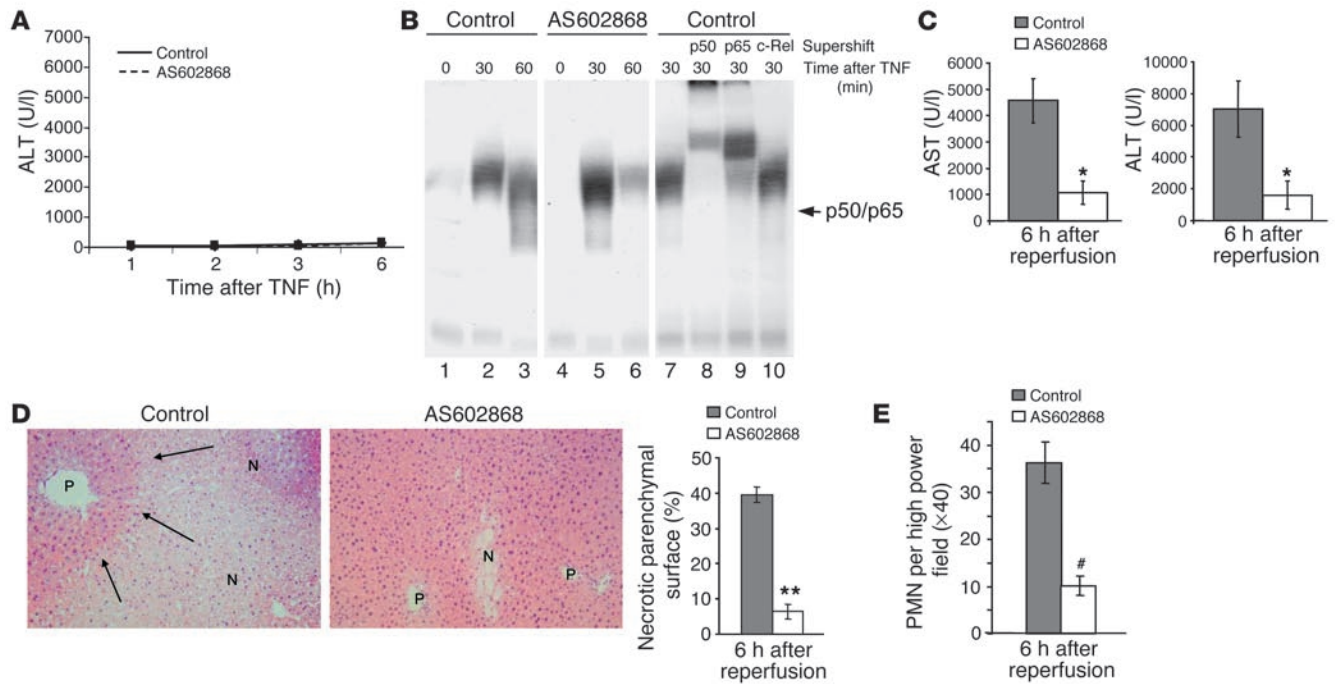 A
7000
6000
5000
4000
3000
2000
1000
0
ALT (U/l)
Control
AS602868
1 2 3 6
Time after TNF (h)
B
Control AS602868 Control
p50 p65 c-Rel Supershift
0 30 60 0 30 60 30 30 30 30 Time after TNF
(min)
p50/p65
1 2 3 4 5 6 7 8 9 10
C
Control
AS602868
6000
5000
4000
3000
2000
1000
0
AST (U/l)
*
6 h after
reperfusion
10000
8000
6000
4000
2000
0
ALT (U/l)
*
6 h after
reperfusion
D
Control
P
N
N
AS602868
N
P
P
Control
AS602868
50
40
30
20
10
0
Necrotic parenchymal
surface (%)
**
6 h after
reperfusion
E
Control
AS602868
40
30
20
10
0
PMN per high power
field (×40)
#
6 h after
reperfusion